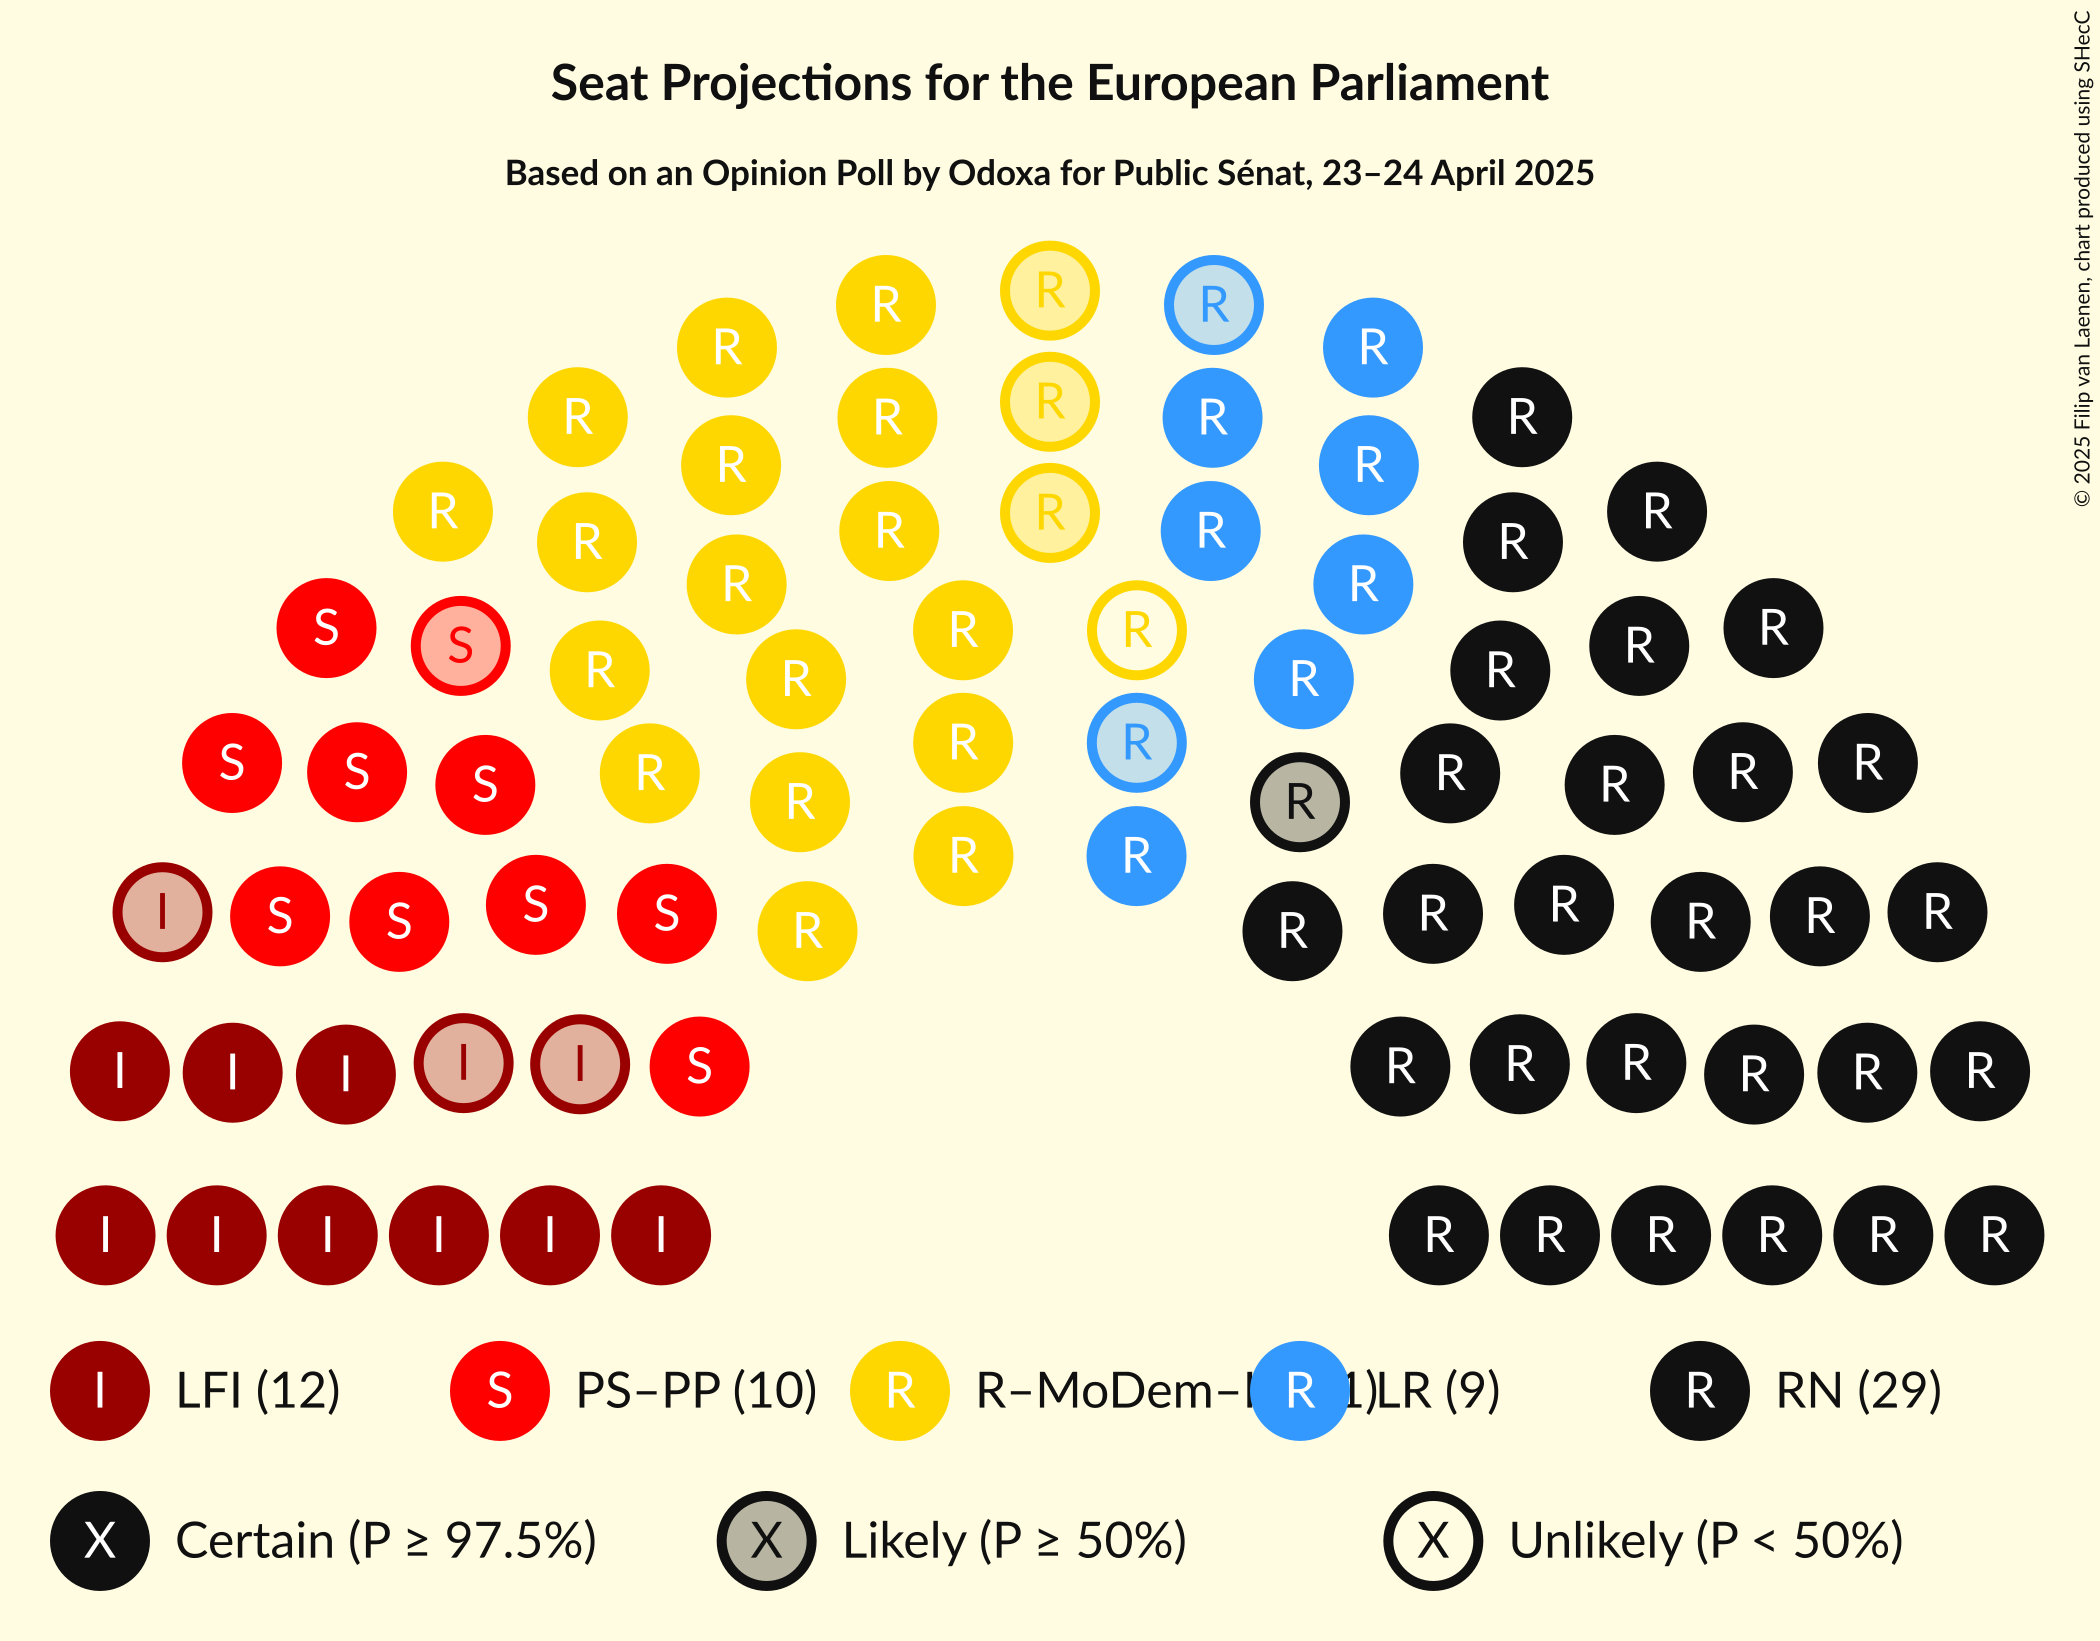 Seat Projections for the European Parliament
Based on an Opinion Poll by Odoxa for Public Sénat, 23–24 April 2025
© 2025 Filip van Laenen, chart produced using SHecC
R
R R
R R
R
R R R R
R R
R R R
R R
R R
R R
S R R R
S R
R R R R
R R
S S S R R R R R
R R
R R
I S S S S R R R R R R R
I I I I I S R R R R R R
I I I I I I R R R R R R
I LFI (12) S PS–PP (10) R R–MoDem– 1) R LR (9) R RN (29)
X Certain (P ≥ 97.5%) X Likely (P ≥ 50%) X Unlikely (P < 50%)